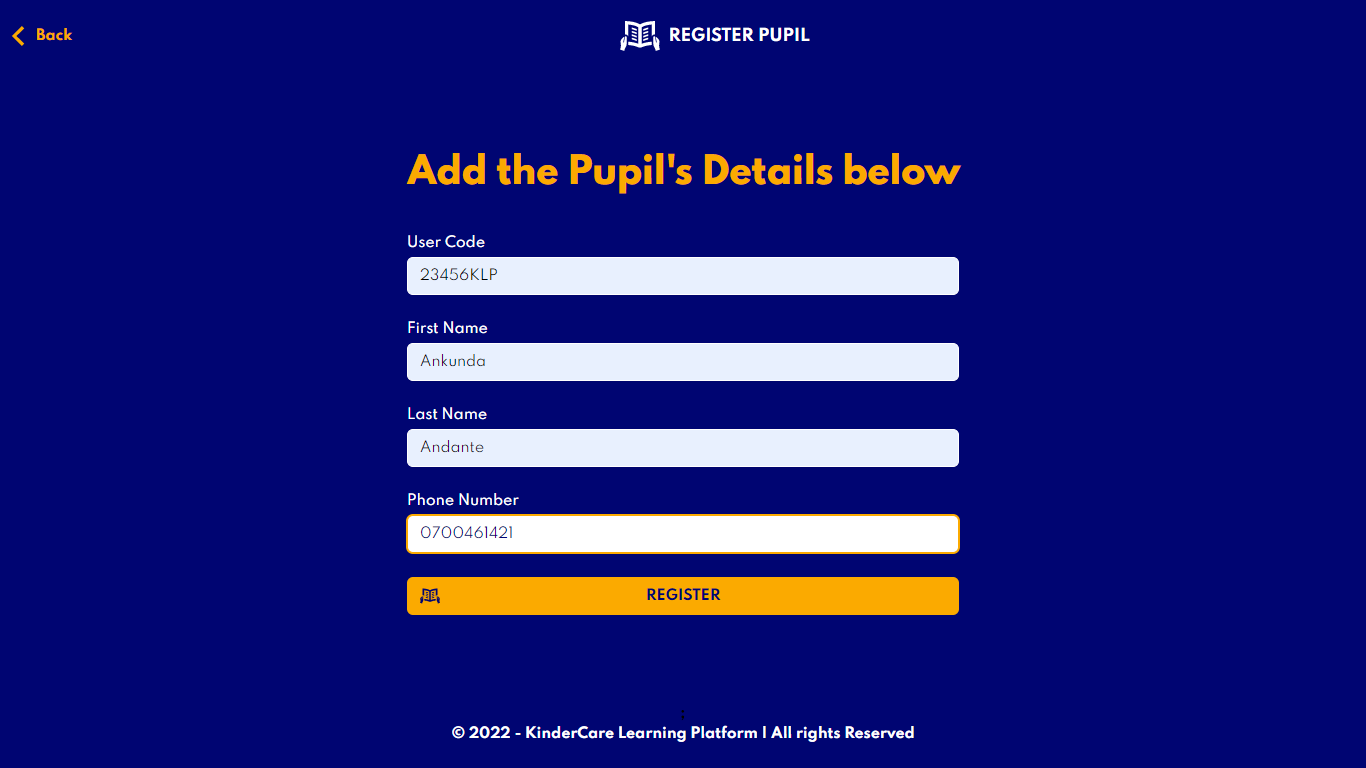 Back
REGISTER PUPIL
Add the Pupil's Details below
User Code
23456KLP
First Name
Ankunda
Last Name
Andante
Phone Number
0700461421
REGISTER
:
© 2022 - KinderCare Learning Platform | All rights Reserved